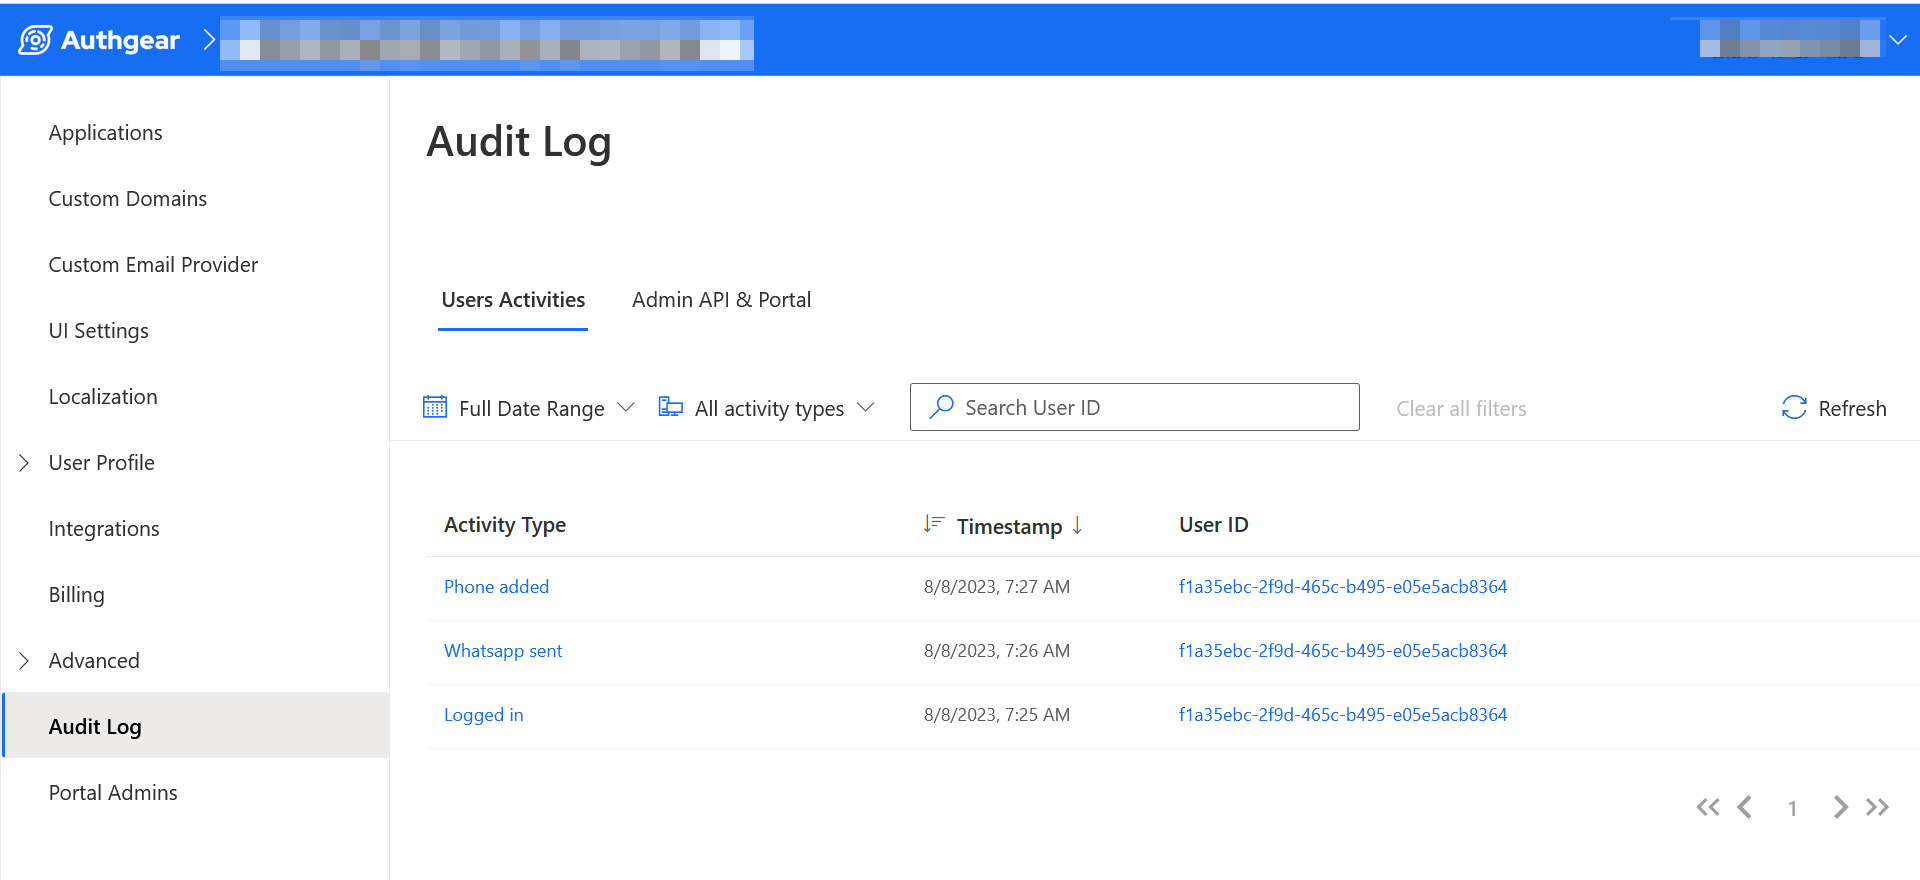 Authgear
Applications
Custom Domains
Custom Email Provider
UI Settings
Localization
User Profile
Integrations
Billing
Advanced
Audit Log
Portal Admins
Audit Log
Users Activities Admin API & Portal
Full Date Range All activity types Search User ID Clear all filters Refresh
Activity Type Timestamp ↓ User ID
Phone added 8/8/2023, 7:27 AM f1a35ebc-2f9d-465c-b495-e05e5acb8364
Whatsapp sent 8/8/2023, 7:26 AM f1a35ebc-2f9d-465c-b495-e05e5acb8364
Logged in 8/8/2023, 7:25 AM f1a35ebc-2f9d-465c-b495-e05e5acb8364
1